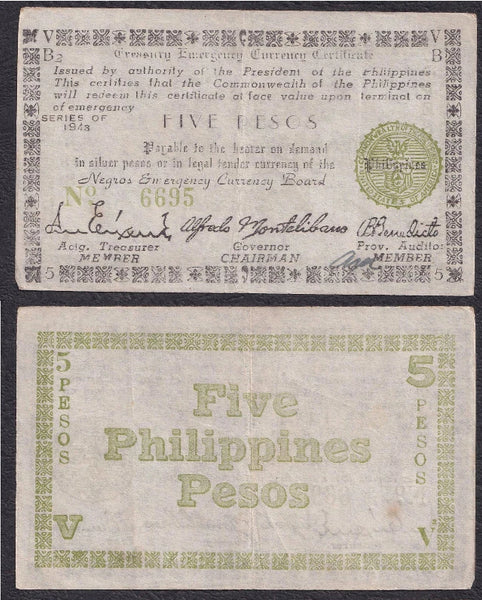 V V
B2 Treasury Emergency Currency Certificate B
Issued by authority of the President of the Philippines
This certifies that the Commonwealth of the Philippines
will redeem this certificate at face value upon termination
of emergency
SERIES OF
1943
FIVE PESOS
Payable to the bearer on demand
in silver pesos or in legal tender currency of the
Negros Emergency Currency Board
Philippines
No 6695
Alfredo Montelibano
Actg. Treasurer Governor Prov. Auditor
MEMBER CHAIRMAN MEMBER
5 5
5 PESOS V
Five
Philippines
Pesos
5 PESOS V